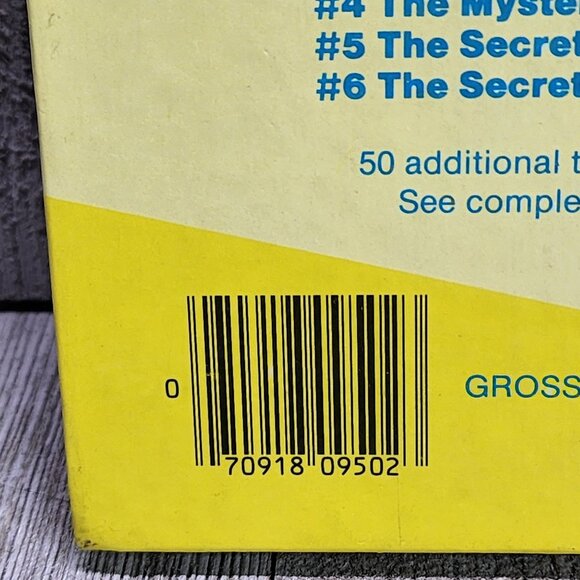 #4 The Myste
#5 The Secret
#6 The Secret
50 additional t
See comple
GROSS
0
70918 09502